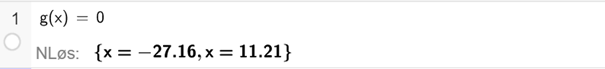 1 g(x) = 0
NLøs: {x = −27.16, x = 11.21}